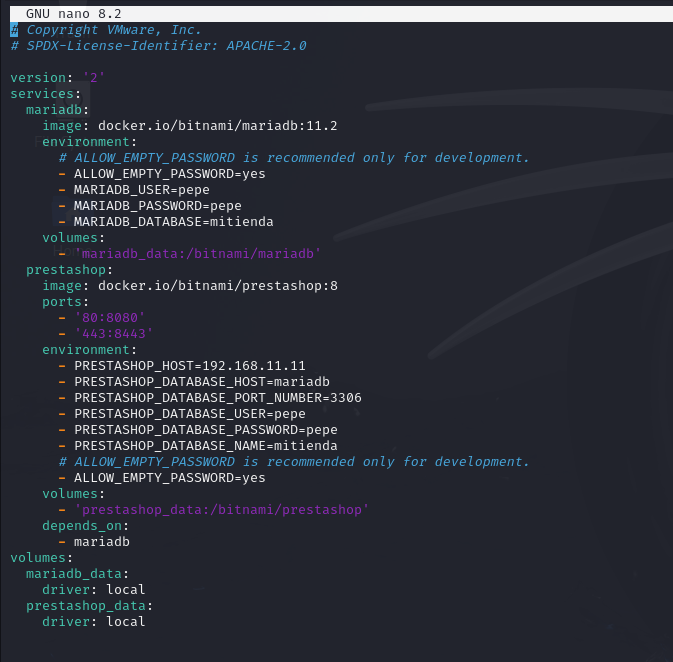 GNU nano 8.2
# Copyright VMware, Inc.
# SPDX-License-Identifier: APACHE-2.0
version: '2'
services:
  mariadb:
    image: docker.io/bitnami/mariadb:11.2
    environment:
      # ALLOW_EMPTY_PASSWORD is recommended only for development.
      - ALLOW_EMPTY_PASSWORD=yes
      - MARIADB_USER=pepe
      - MARIADB_PASSWORD=pepe
      - MARIADB_DATABASE=mitienda
    volumes:
      - 'mariadb_data:/bitnami/mariadb'
  prestashop:
    image: docker.io/bitnami/prestashop:8
    ports:
      - '80:8080'
      - '443:8443'
    environment:
      - PRESTASHOP_HOST=192.168.11.11
      - PRESTASHOP_DATABASE_HOST=mariadb
      - PRESTASHOP_DATABASE_PORT_NUMBER=3306
      - PRESTASHOP_DATABASE_USER=pepe
      - PRESTASHOP_DATABASE_PASSWORD=pepe
      - PRESTASHOP_DATABASE_NAME=mitienda
      # ALLOW_EMPTY_PASSWORD is recommended only for development.
      - ALLOW_EMPTY_PASSWORD=yes
    volumes:
      - 'prestashop_data:/bitnami/prestashop'
    depends_on:
      - mariadb
volumes:
  mariadb_data:
    driver: local
  prestashop_data:
    driver: local